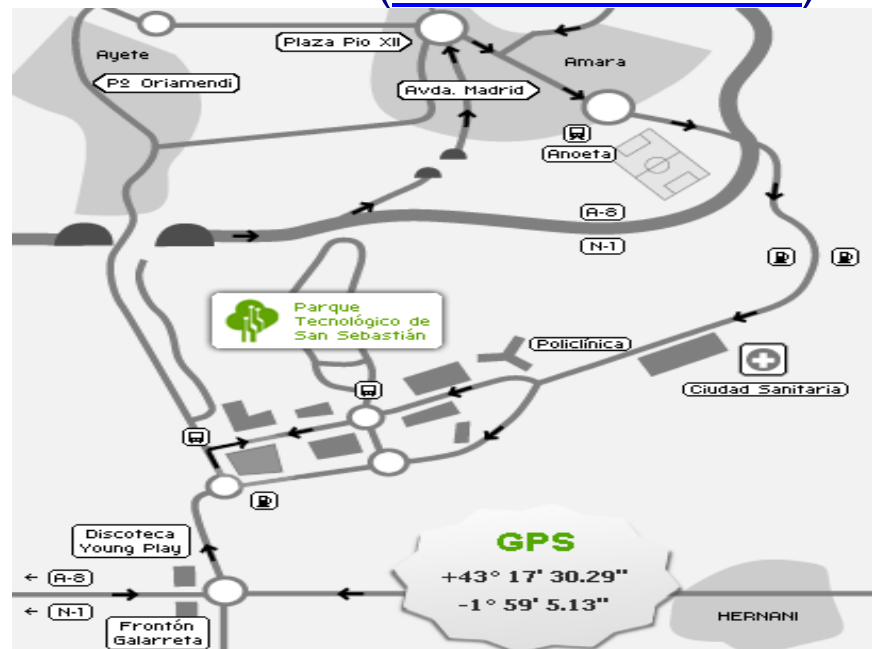 Plaza Pio XII
Ayete
Amara
Pº Oriamendi
Avda. Madrid
Anoeta
A-8
N-1
Parque
Tecnológico de
San Sebastián
Policlínica
Ciudad Sanitaria
Discoteca
Young Play
GPS
+43° 17' 30.29"
-1° 59' 5.13"
← A-8
← N-1
Frontón
Galarreta
HERNANI